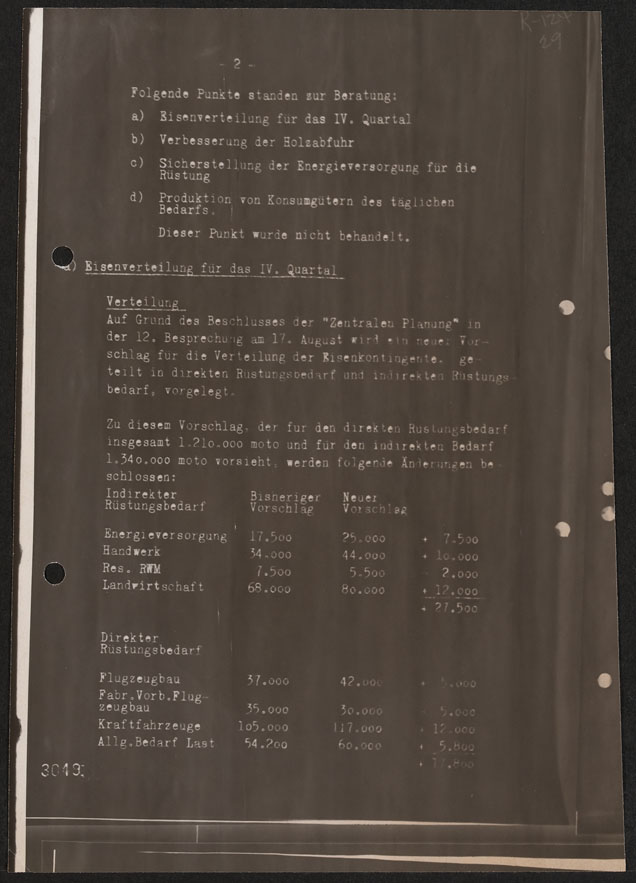 R-124
29
- 2 -
Folgende Punkte standen zur Beratung:
a) Eisenverteilung für das IV. Quartal
b) Verbesserung der Holzabfuhr
c) Sicherstellung der Energieversorgung für die
Rüstung
d) Produktion von Konsumgütern des täglichen
Bedarfs.
Dieser Punkt wurde nicht behandelt.
a) Eisenverteilung für das IV. Quartal
Verteilung
Auf Grund des Beschlusses der "Zentralen Planung" in
der 12. Besprechung am 17. August wird ein neuer Vor-
schlag für die Verteilung der Eisenkontingente, ge-
teilt in direkten Rüstungsbedarf und indirekten Rüstungs-
bedarf, vorgelegt.
Zu diesem Vorschlag, der für den direkten Rüstungsbedarf
insgesamt 1.210.000 moto und für den indirekten Bedarf
1.340.000 moto vorsieht, werden folgende Änderungen be-
schlossen:
Indirekter Bisheriger Neuer
Rüstungsbedarf Vorschlag Vorschlag
Energieversorgung 17.500 25.000 + 7.500
Handwerk 34.000 44.000 + 10.000
Res. RWM 7.500 5.500 - 2.000
Landwirtschaft 68.000 80.000 + 12.000
+ 27.500
Direkter
Rüstungsbedarf
Flugzeugbau 37.000 42.000 + 5.000
Fabr.Vorb.Flug-
zeugbau 35.000 30.000 - 5.000
Kraftfahrzeuge 105.000 117.000 + 12.000
Allg.Bedarf Last 54.200 60.000 + 5.800
+ 17.800
3049